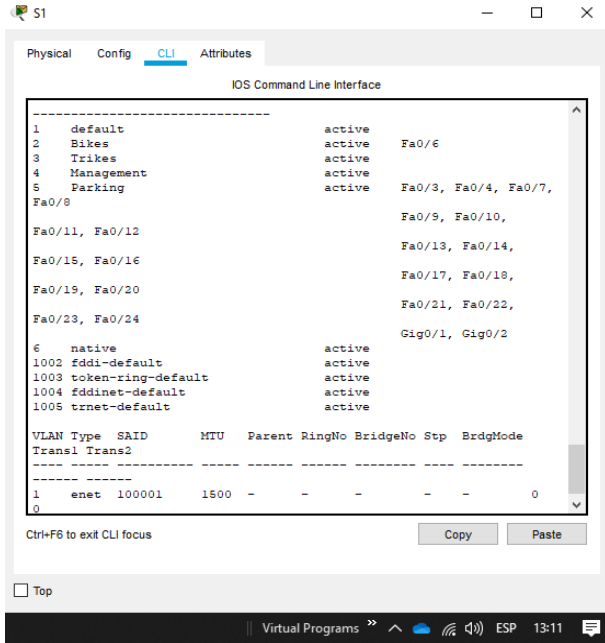 S1
Physical Config CLI Attributes
IOS Command Line Interface
-------------------------------
1 default active
2 Bikes active Fa0/6
3 Trikes active
4 Management active
5 Parking active Fa0/3, Fa0/4, Fa0/7,
Fa0/8
Fa0/9, Fa0/10,
Fa0/11, Fa0/12
Fa0/13, Fa0/14,
Fa0/15, Fa0/16
Fa0/17, Fa0/18,
Fa0/19, Fa0/20
Fa0/21, Fa0/22,
Fa0/23, Fa0/24
Gig0/1, Gig0/2
6 native active
1002 fddi-default active
1003 token-ring-default active
1004 fddinet-default active
1005 trnet-default active
VLAN Type SAID MTU Parent RingNo BridgeNo Stp BrdgMode
Trans1 Trans2
---- ----- ---------- ----- ------ ------ -------- ---- --------
------ ------
1 enet 100001 1500 - - - - - 0
0
Ctrl+F6 to exit CLI focus
Copy Paste
Top
Virtual Programs » ESP 13:11